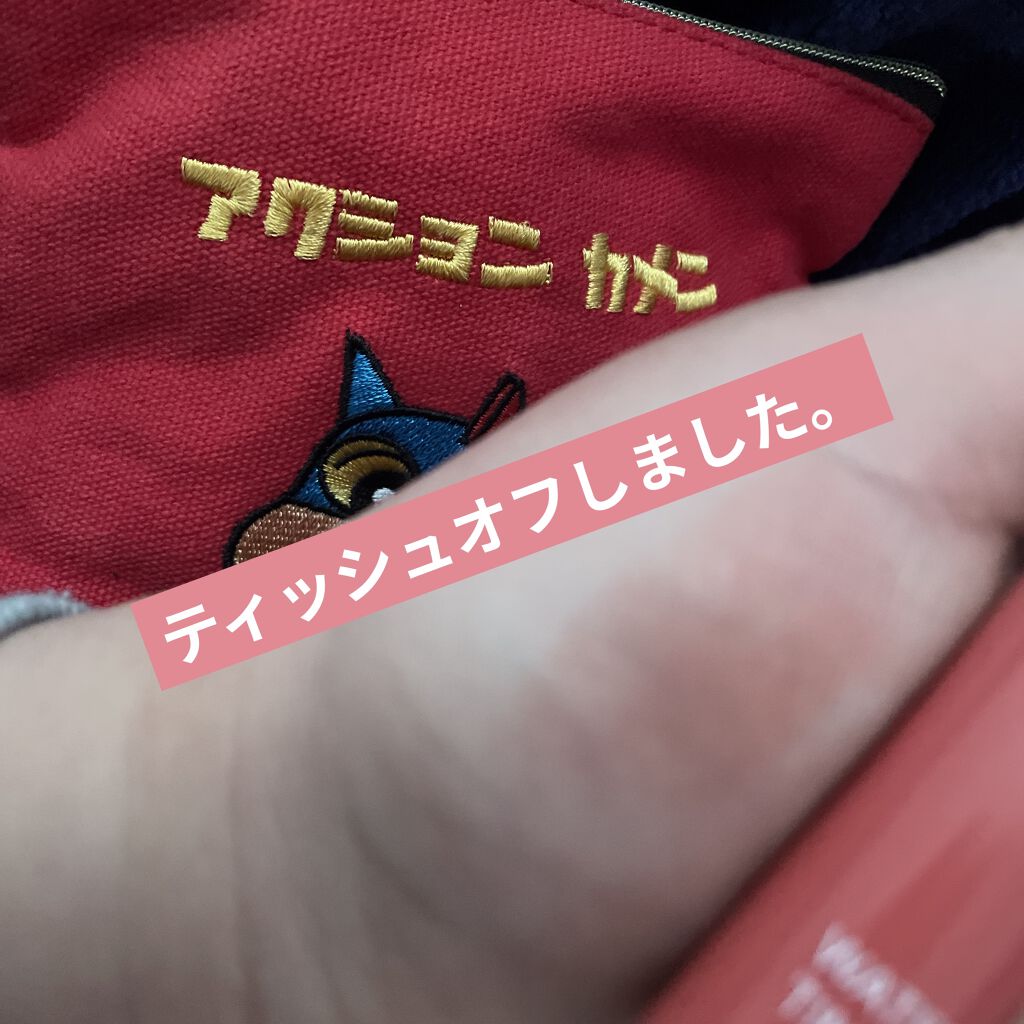 アクション カメン
ティッシュオフしました。